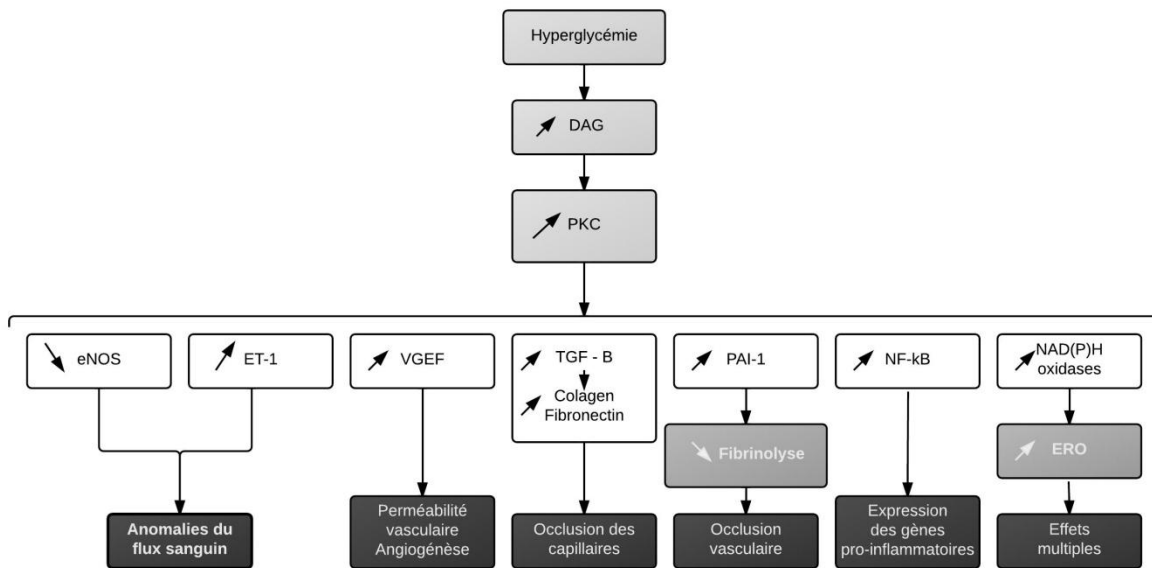 Hyperglycémie
DAG
PKC
eNOS
ET-1
VGEF
TGF - B
Colagen
Fibronectin
PAI-1
NF-kB
NAD(P)H
oxidases
Fibrinolyse
ERO
Anomalies du
flux sanguin
Perméabilité
vasculaire
Angiogénèse
Occlusion des
capillaires
Occlusion
vasculaire
Expression
des gènes
pro-inflammatoires
Effets
multiples